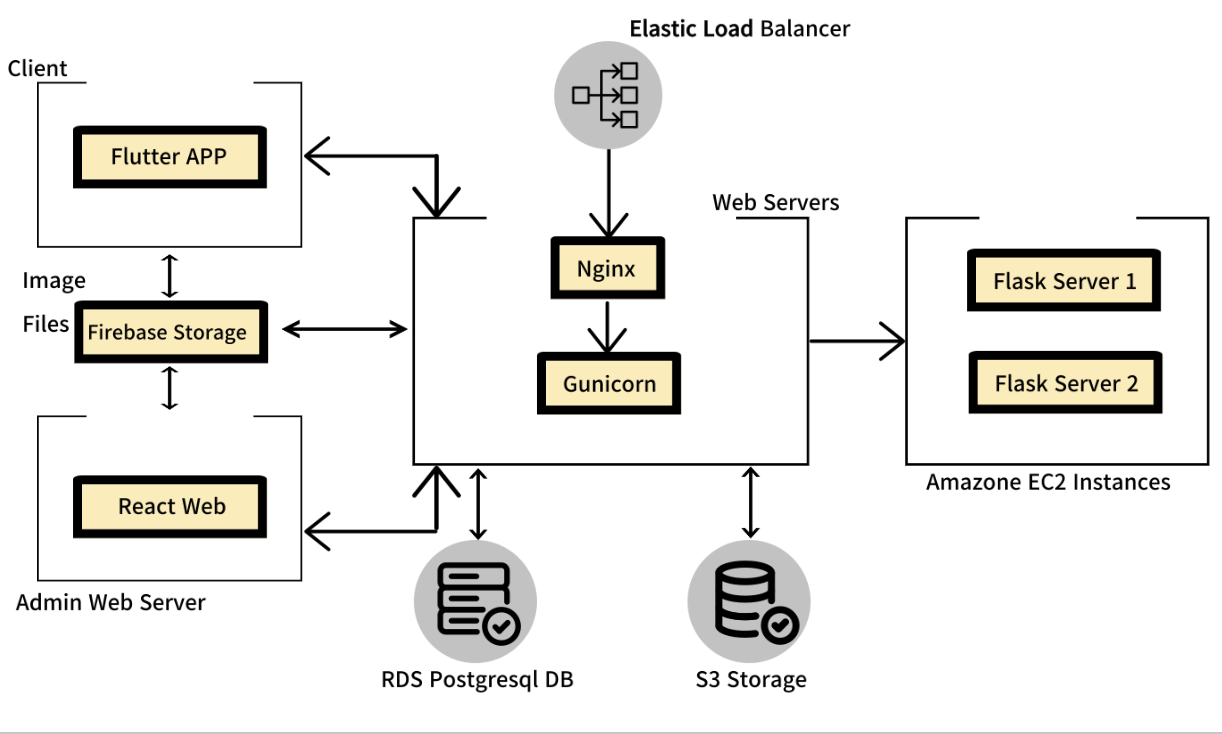 Elastic Load Balancer
Client
Flutter APP
Web Servers
Nginx
Image
Files
Firebase Storage
Flask Server 1
Gunicorn
Flask Server 2
Amazone EC2 Instances
React Web
Admin Web Server
RDS Postgresql DB
S3 Storage